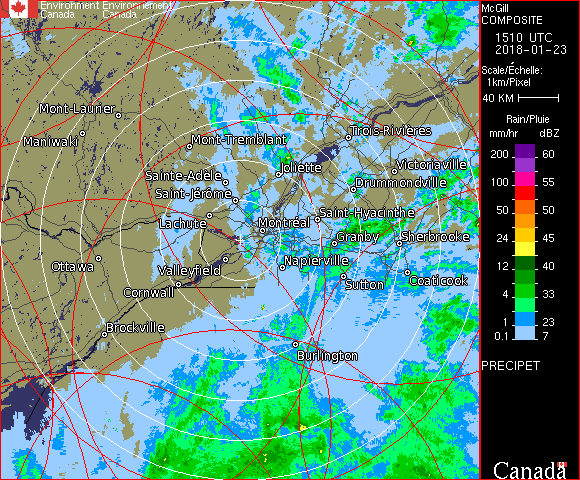 Environment Environnement
Canada Canada
McGill
COMPOSITE
1510 UTC
2018-01-23
Scale/Échelle:
1km/Pixel
40 KM
Rain/Pluie
mm/hr dBZ
200 60
100 55
50 50
32 45
24 45
12 40
4 33
1 23
0.1 7
PRECIPET
Canada
Mont-Laurier
Maniwaki
Mont-Tremblant
Trois-Rivières
Joliette
Victoriaville
Sainte-Adèle
Drummondville
Saint-Jérôme
Lachute
Saint-Hyacinthe
Montréal
Granby
Sherbrooke
Ottawa
Valleyfield
Napierville
Cornwall
Sutton
Coaticook
Brockville
Burlington